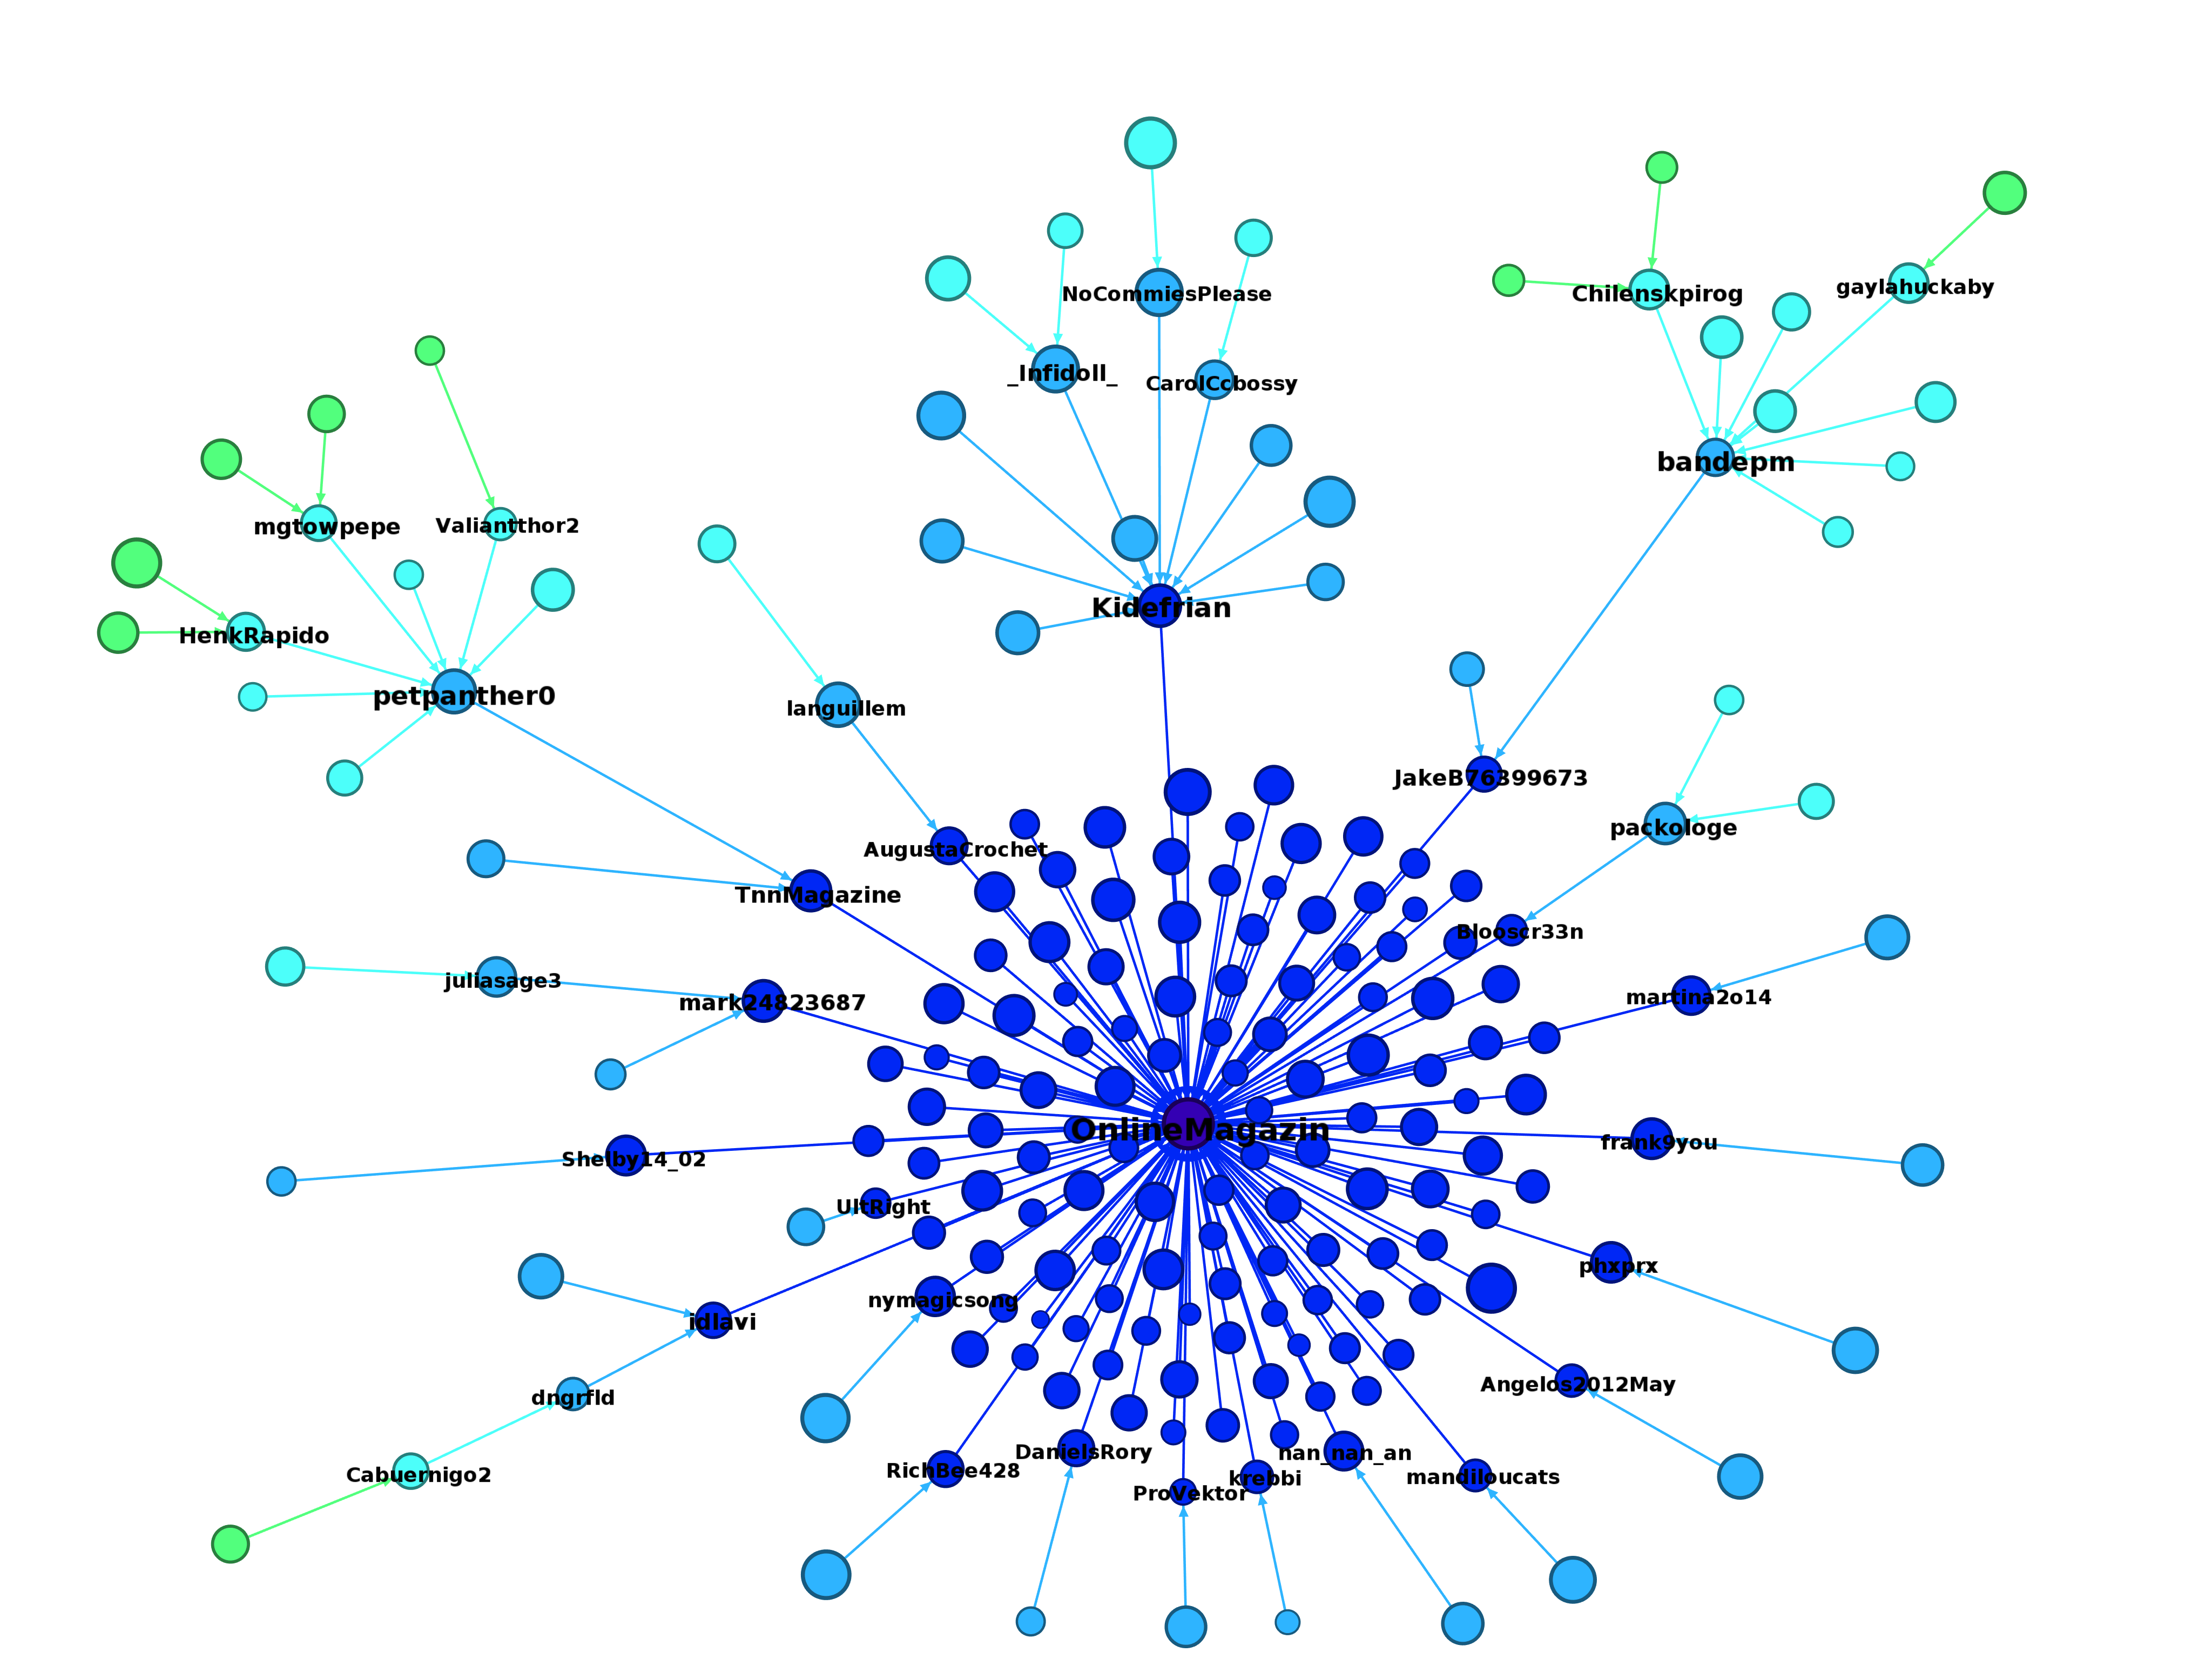 NoCommiesPlease
Chilenskpirog
gaylahuckaby
_Infidoll_
CarolCcbossy
bandepm
mgtowpepe
Valiantthor2
Kidefrian
HenkRapido
petpanther0
languillem
JakeB76399673
packologe
AugustaCrochet
TnnMagazine
Blooscr33n
juliasage3
mark24823687
martina2o14
OnlineMagazin
frank9you
Shelby14_02
UltRight
phxprx
nymagicsong
idlavi
Angelos2012May
dngrfld
DanielsRory
nan_nan_an
RichBee428
krebbi
mandiloucats
Cabuernigo2
ProVektor